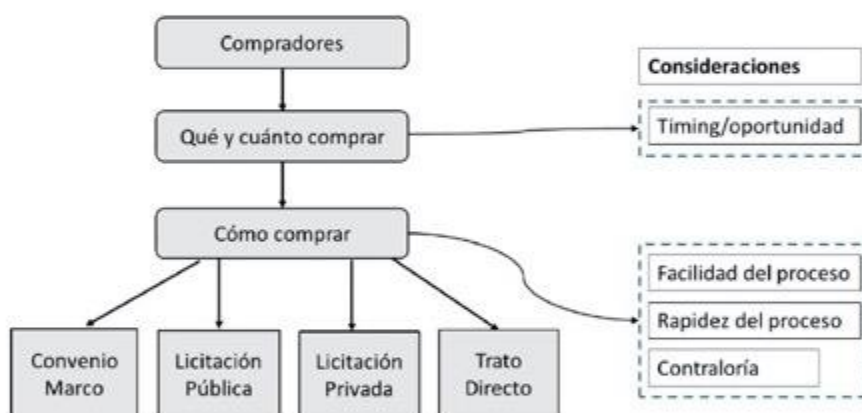 Compradores
Consideraciones
Qué y cuánto comprar
Timing/oportunidad
Cómo comprar
Facilidad del proceso
Rapidez del proceso
Contraloría
Convenio
Marco
Licitación
Pública
Licitación
Privada
Trato
Directo